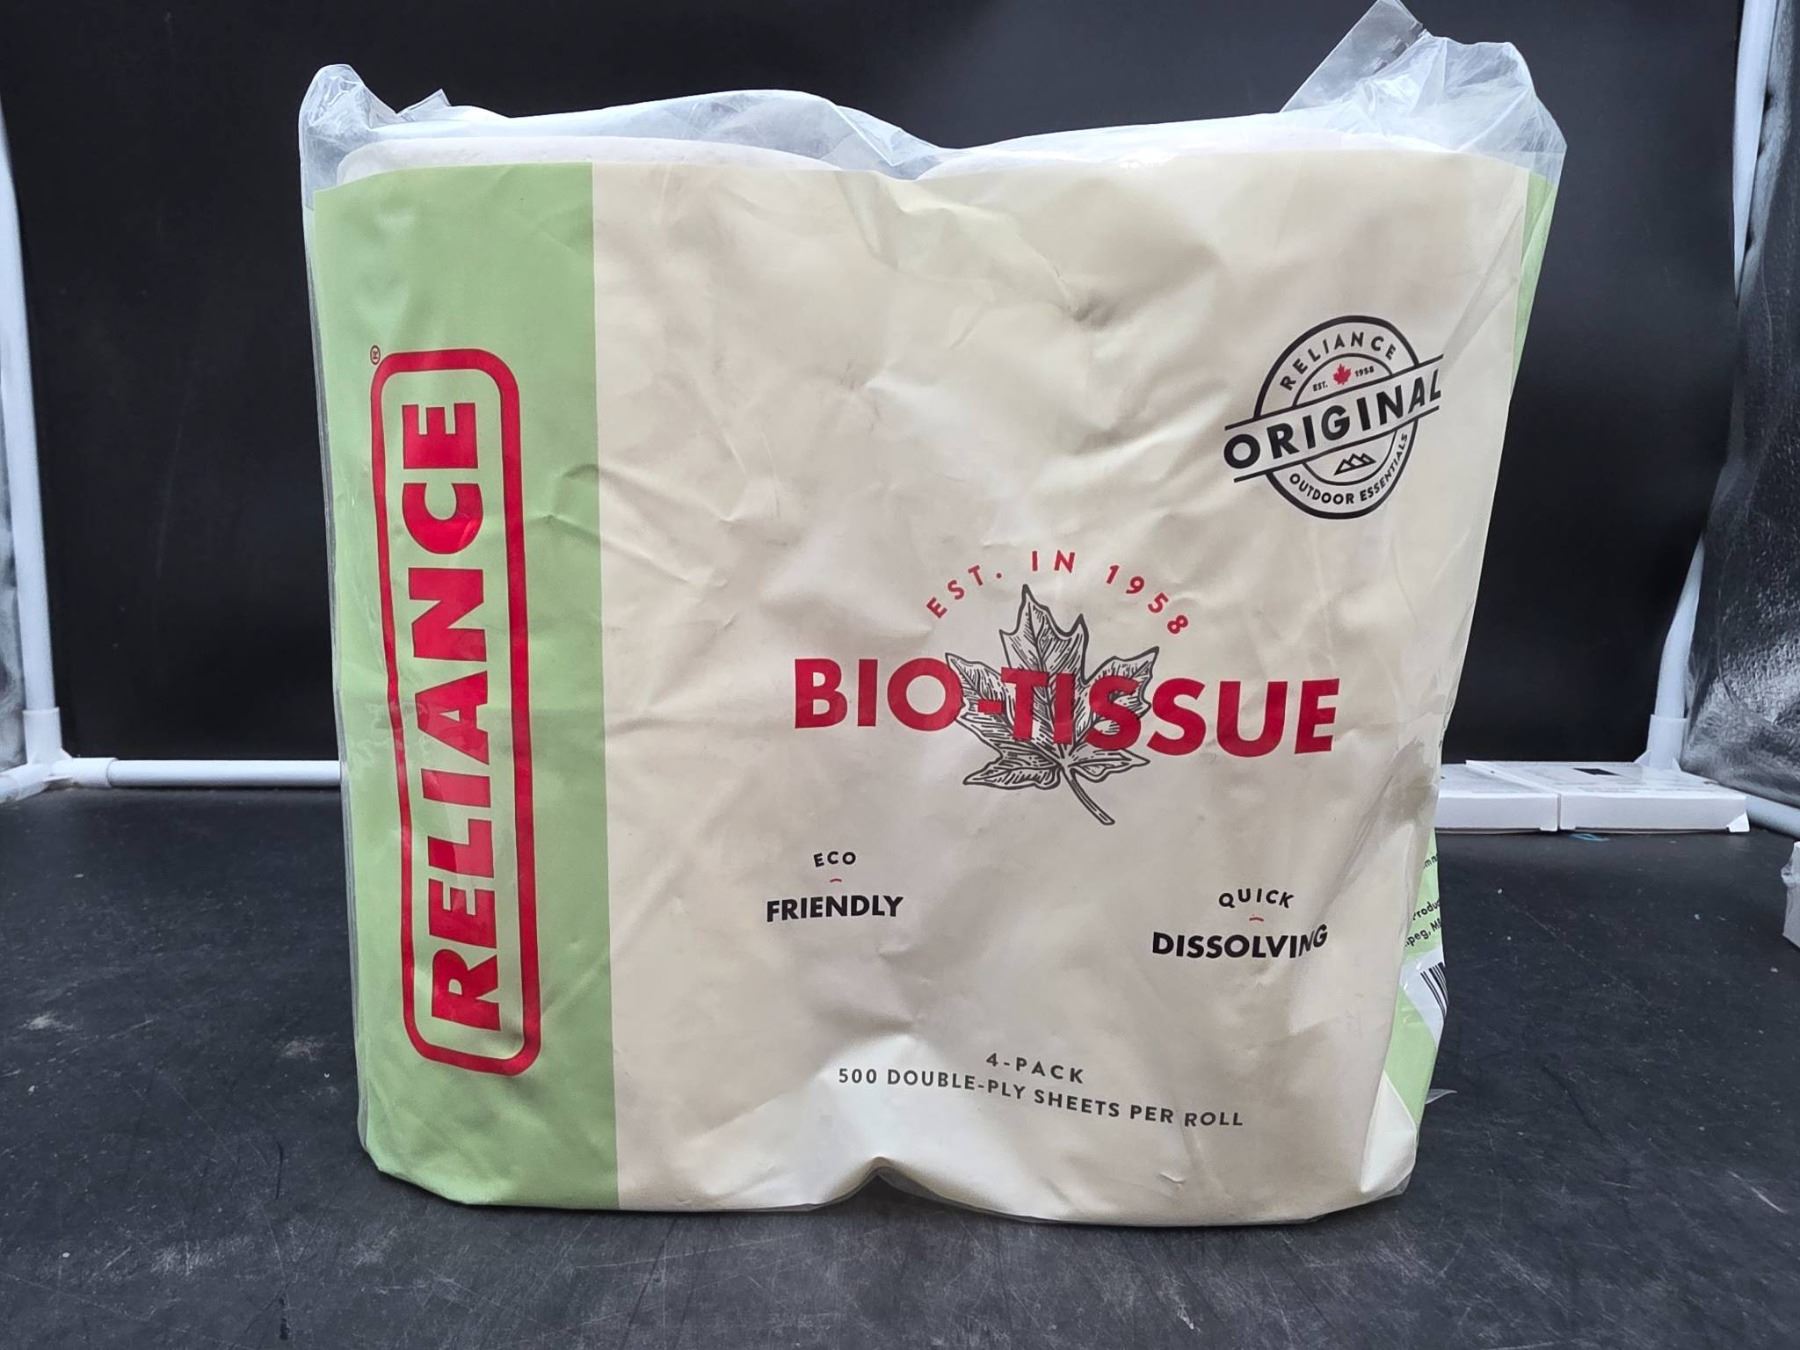 RELIANCE
®
RELIANCE
EST. 1958
ORIGINAL
OUTDOOR ESSENTIALS
EST. IN 1958
BIO-TISSUE
ECO
FRIENDLY
QUICK
DISSOLVING
4-PACK
500 DOUBLE-PLY SHEETS PER ROLL